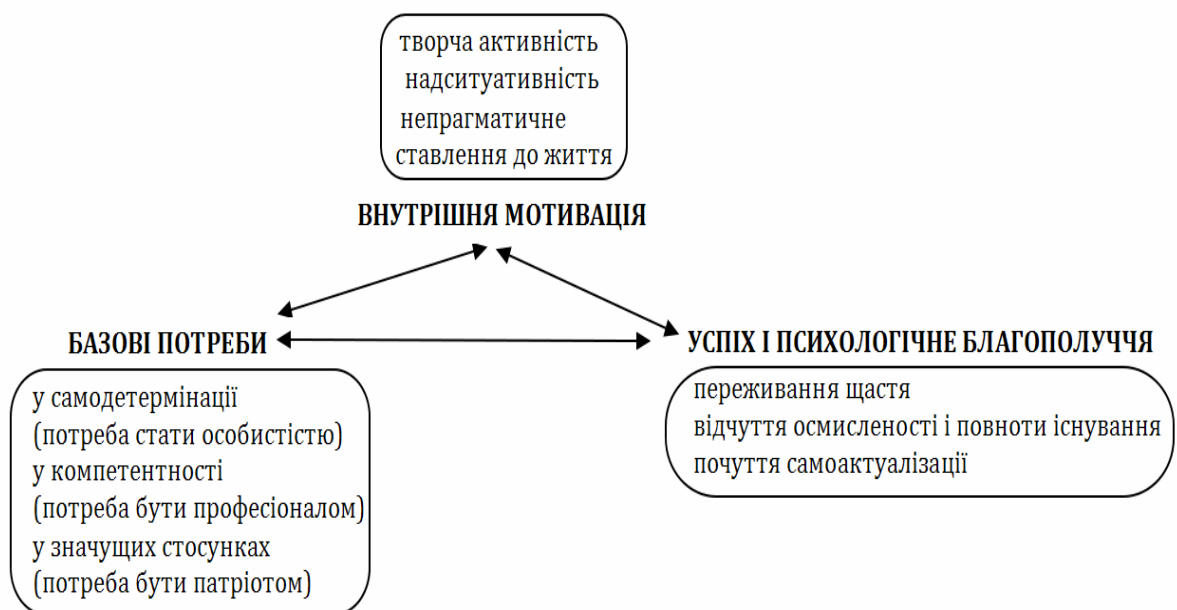 творча активність
надситуативність
непрагматичне
ставлення до життя
ВНУТРІШНЯ МОТИВАЦІЯ
БАЗОВІ ПОТРЕБИ
у самодетермінації
(потреба стати особистістю)
у компетентності
(потреба бути професіоналом)
у значущих стосунках
(потреба бути патріотом)
УСПІХ І ПСИХОЛОГІЧНЕ БЛАГОПОЛУЧЧЯ
переживання щастя
відчуття осмисленості і повноти існування
почуття самоактуалізації